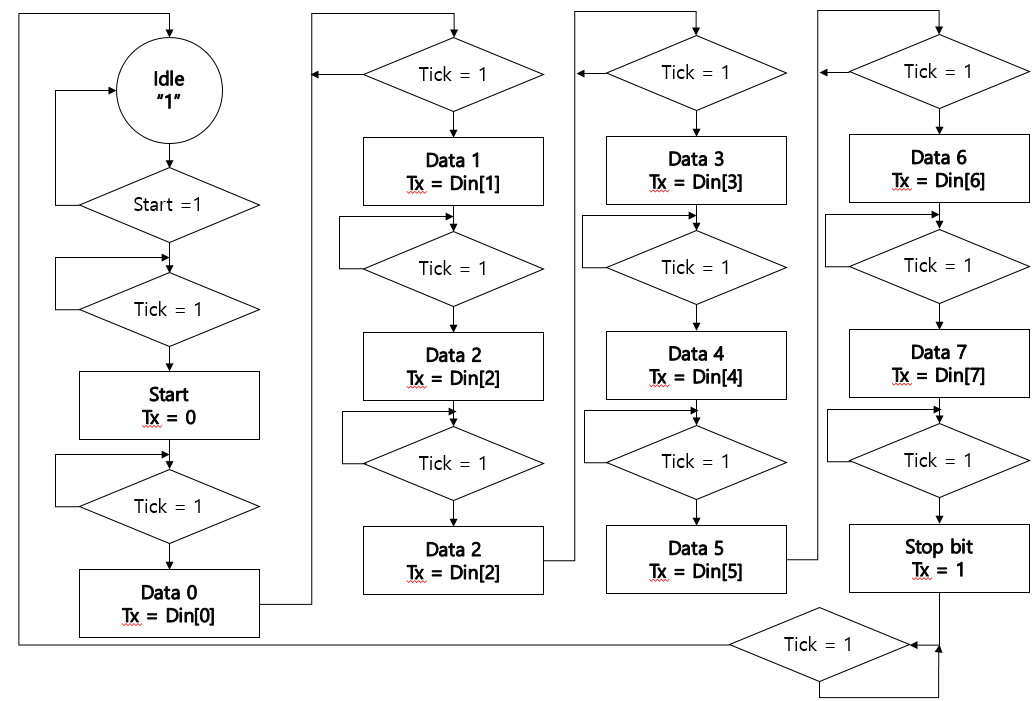 Idle
"1"
Start =1
Tick = 1
Start
Tx = 0
Tick = 1
Data 0
Tx = Din[0]
Tick = 1
Data 1
Tx = Din[1]
Tick = 1
Data 2
Tx = Din[2]
Tick = 1
Data 2
Tx = Din[2]
Tick = 1
Data 3
Tx = Din[3]
Tick = 1
Data 4
Tx = Din[4]
Tick = 1
Data 5
Tx = Din[5]
Tick = 1
Data 6
Tx = Din[6]
Tick = 1
Data 7
Tx = Din[7]
Tick = 1
Stop bit
Tx = 1
Tick = 1